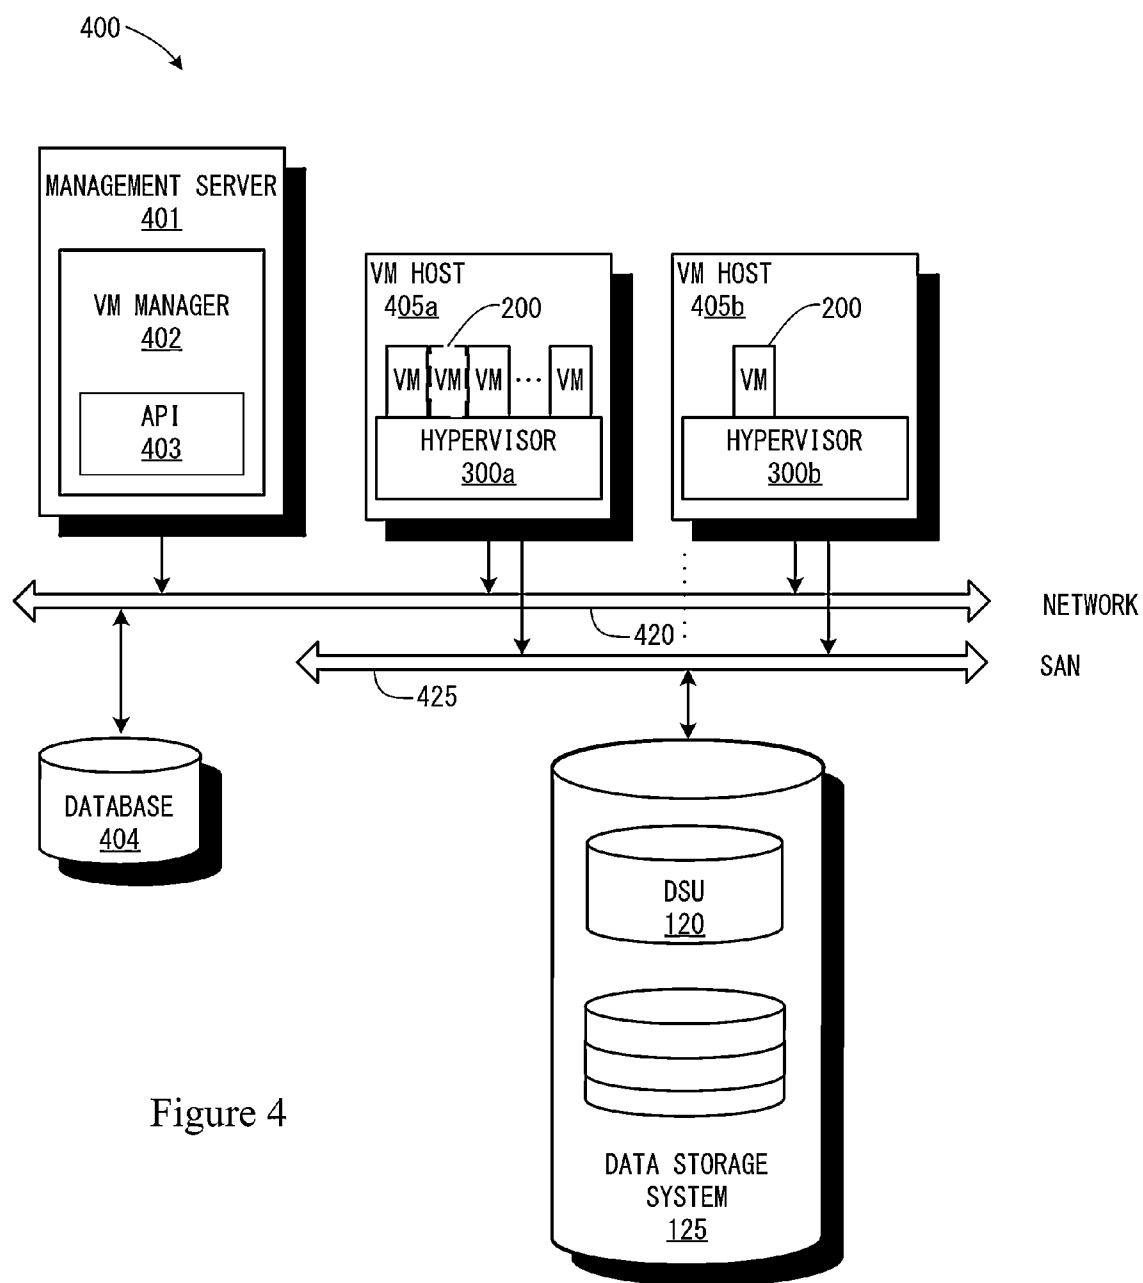 400
MANAGEMENT SERVER
401
VM MANAGER
402
API
403
VM HOST
405a
200
VM
VM
VM
...
VM
HYPERVISOR
300a
VM HOST
405b
200
VM
HYPERVISOR
300b
NETWORK
420
SAN
425
DATABASE
404
DSU
120
DATA STORAGE
SYSTEM
125
Figure 4